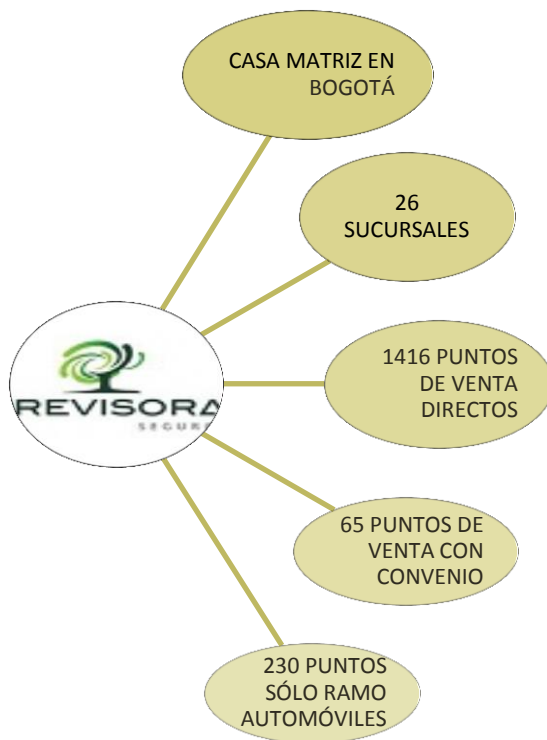 CASA MATRIZ EN
BOGOTÁ
26
SUCURSALES
1416 PUNTOS
DE VENTA
DIRECTOS
REVISORA
SEGURO
65 PUNTOS DE
VENTA CON
CONVENIO
230 PUNTOS
SÓLO RAMO
AUTOMÓVILES